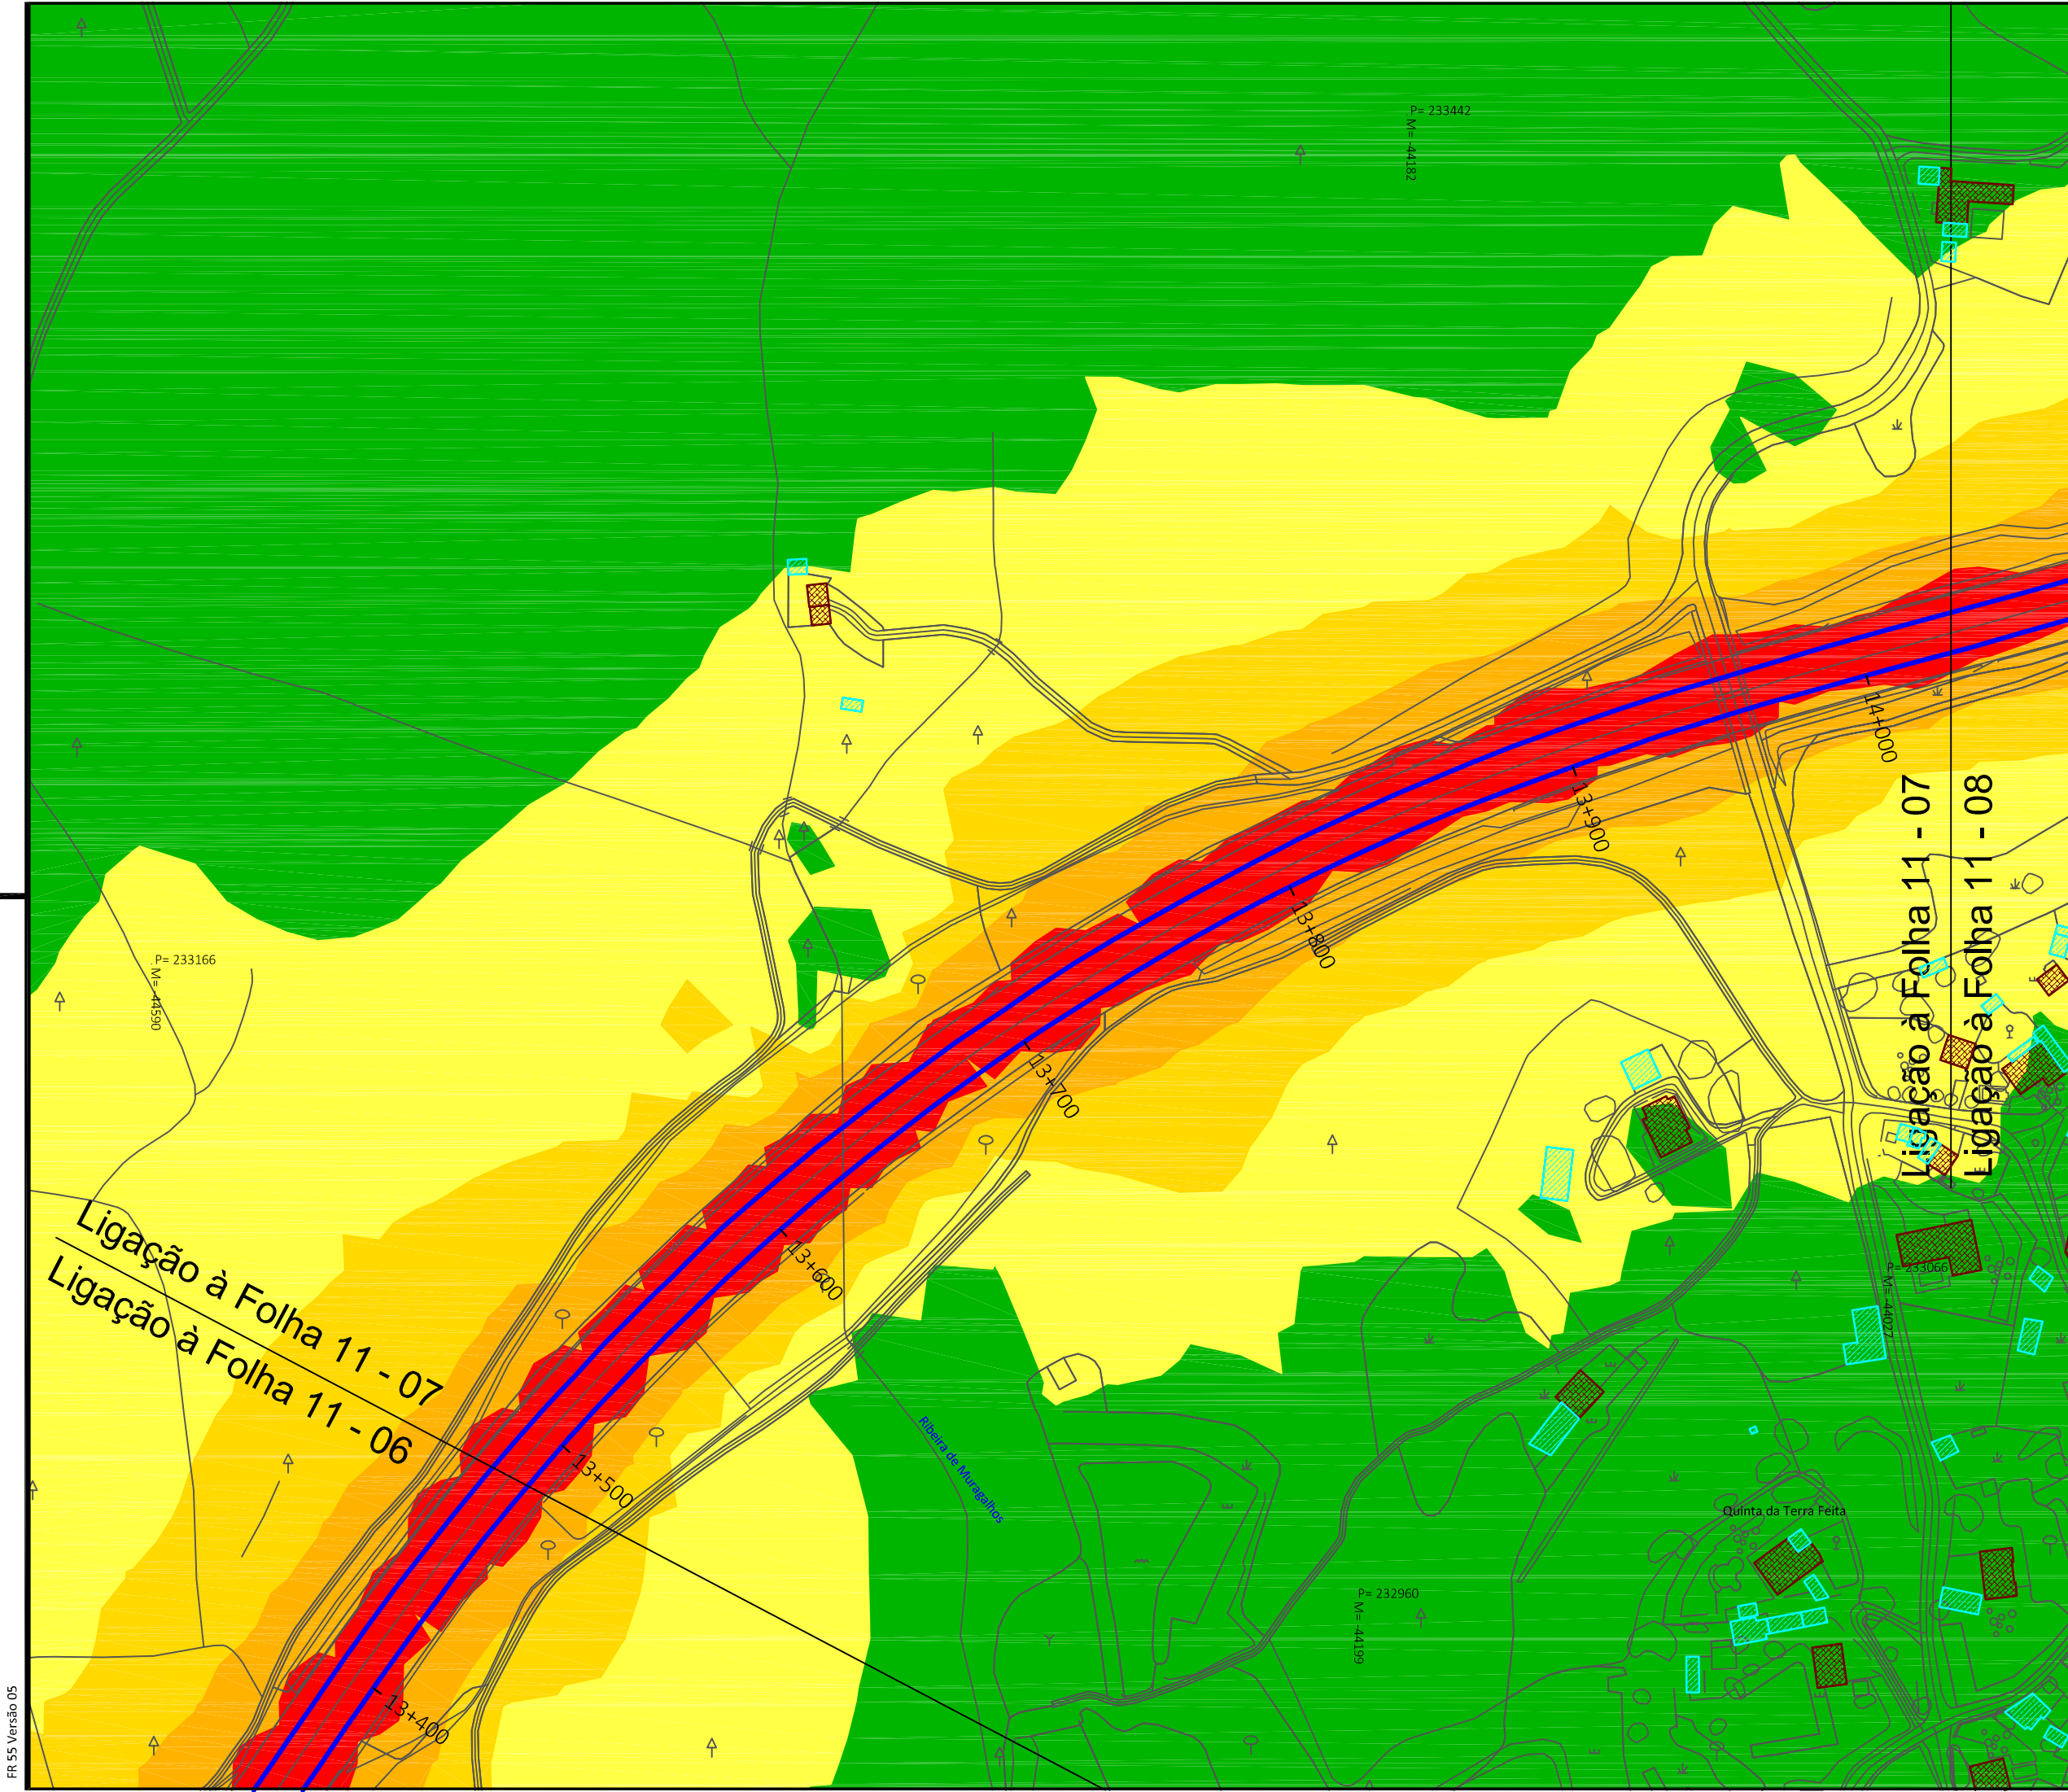 P= 233442
M= -44182
14+000
13+900
Ligação à Folha 11 - 07
Ligação à Folha 11 - 08
13+800
P= 233166
M= -44590
13+700
Ligação à Folha 11 - 07
Ligação à Folha 11 - 06
13+600
P= 233066
M= -44027
13+500
Ribeira de Muragalhos
Quinta da Terra Feita
P= 232960
M= -44199
13+400
FR 55 Versão 05